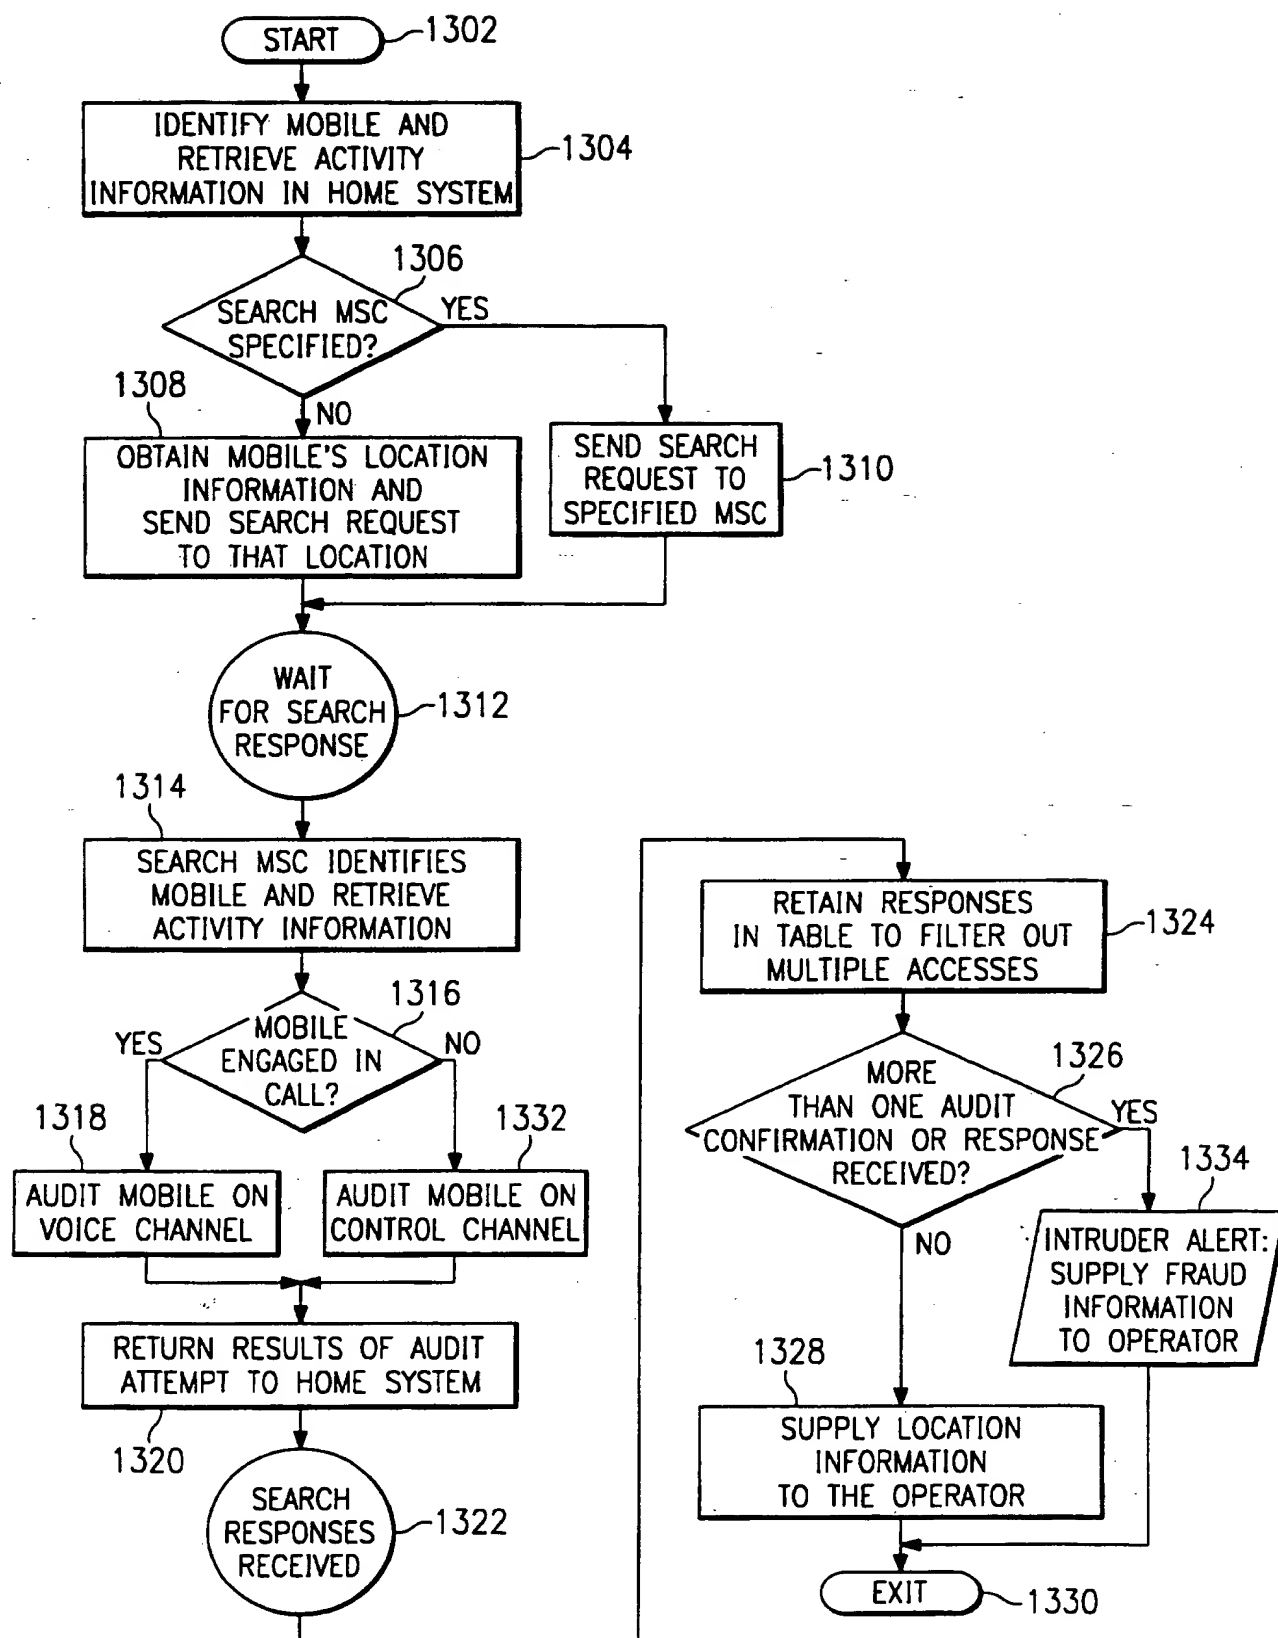 START
1302
IDENTIFY MOBILE AND
RETRIEVE ACTIVITY
INFORMATION IN HOME SYSTEM
1304
1306
SEARCH MSC
SPECIFIED?
YES
NO
1308
OBTAIN MOBILE'S LOCATION
INFORMATION AND
SEND SEARCH REQUEST
TO THAT LOCATION
SEND SEARCH
REQUEST TO
SPECIFIED MSC
1310
WAIT
FOR SEARCH
RESPONSE
1312
1314
SEARCH MSC IDENTIFIES
MOBILE AND RETRIEVE
ACTIVITY INFORMATION
1316
MOBILE
ENGAGED IN
CALL?
YES
NO
1318
AUDIT MOBILE ON
VOICE CHANNEL
1332
AUDIT MOBILE ON
CONTROL CHANNEL
RETURN RESULTS OF AUDIT
ATTEMPT TO HOME SYSTEM
1320
SEARCH
RESPONSES
RECEIVED
1322
RETAIN RESPONSES
IN TABLE TO FILTER OUT
MULTIPLE ACCESSES
1324
1326
MORE
THAN ONE AUDIT
CONFIRMATION OR RESPONSE
RECEIVED?
YES
NO
1334
INTRUDER ALERT:
SUPPLY FRAUD
INFORMATION
TO OPERATOR
1328
SUPPLY LOCATION
INFORMATION
TO THE OPERATOR
EXIT
1330